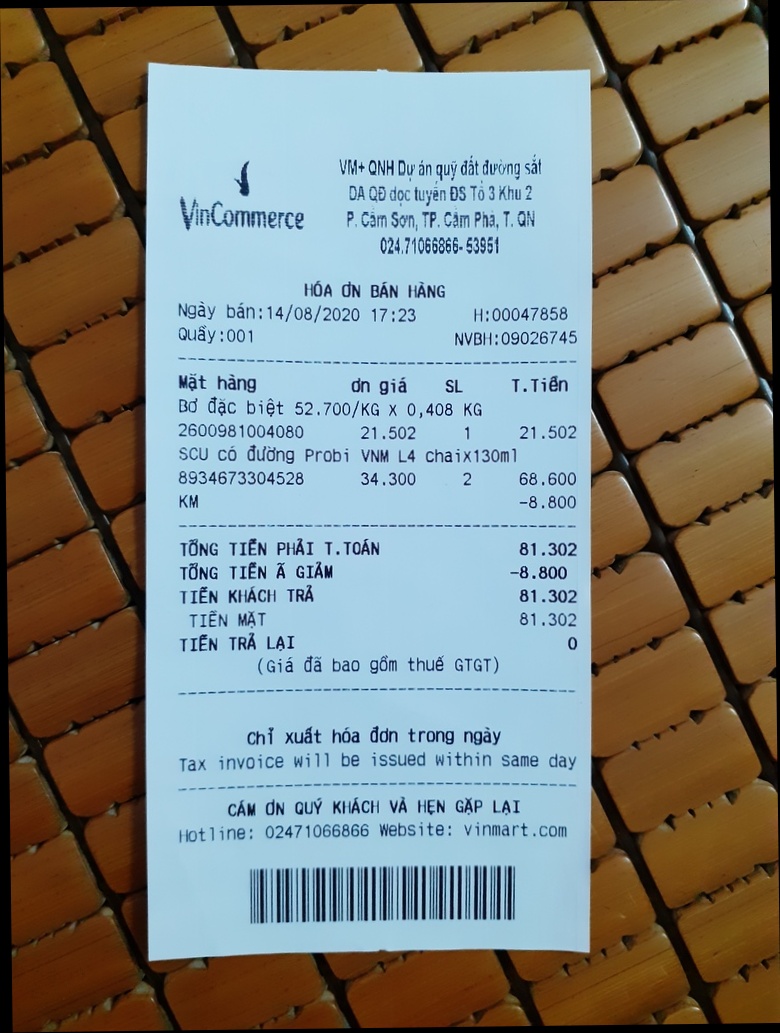 VinCommerce
VM+ QNH Dự án quỹ đất đường sắt
DA QĐ dọc tuyến ĐS Tổ 3 Khu 2
P. Cẩm Sơn, TP. Cẩm Phả, T. QN
024.71066866- 53951
HÓA ƠN BÁN HÀNG
Ngày bán:14/08/2020 17:23 H:00047858
Quầy:001 NVBH:09026745
Mặt hàng ơn giá SL T.Tiền
Bơ đặc biệt 52.700/KG X 0,408 KG
2600981004080 21.502 1 21.502
SCU có đường Probi VNM L4 chaix130ml
8934673304528 34.300 2 68.600
KM -8.800
TỔNG TIỀN PHẢI T.TOÁN 81.302
TỔNG TIỀN Ã GIẢM -8.800
TIỀN KHÁCH TRẢ 81.302
TIỀN MẶT 81.302
TIỀN TRẢ LẠI 0
(Giá đã bao gồm thuế GTGT)
Chỉ xuất hóa đơn trong ngày
Tax invoice will be issued within same day
CẢM ƠN QUÝ KHÁCH VÀ HẸN GẶP LẠI
Hotline: 02471066866 Website: vinmart.com